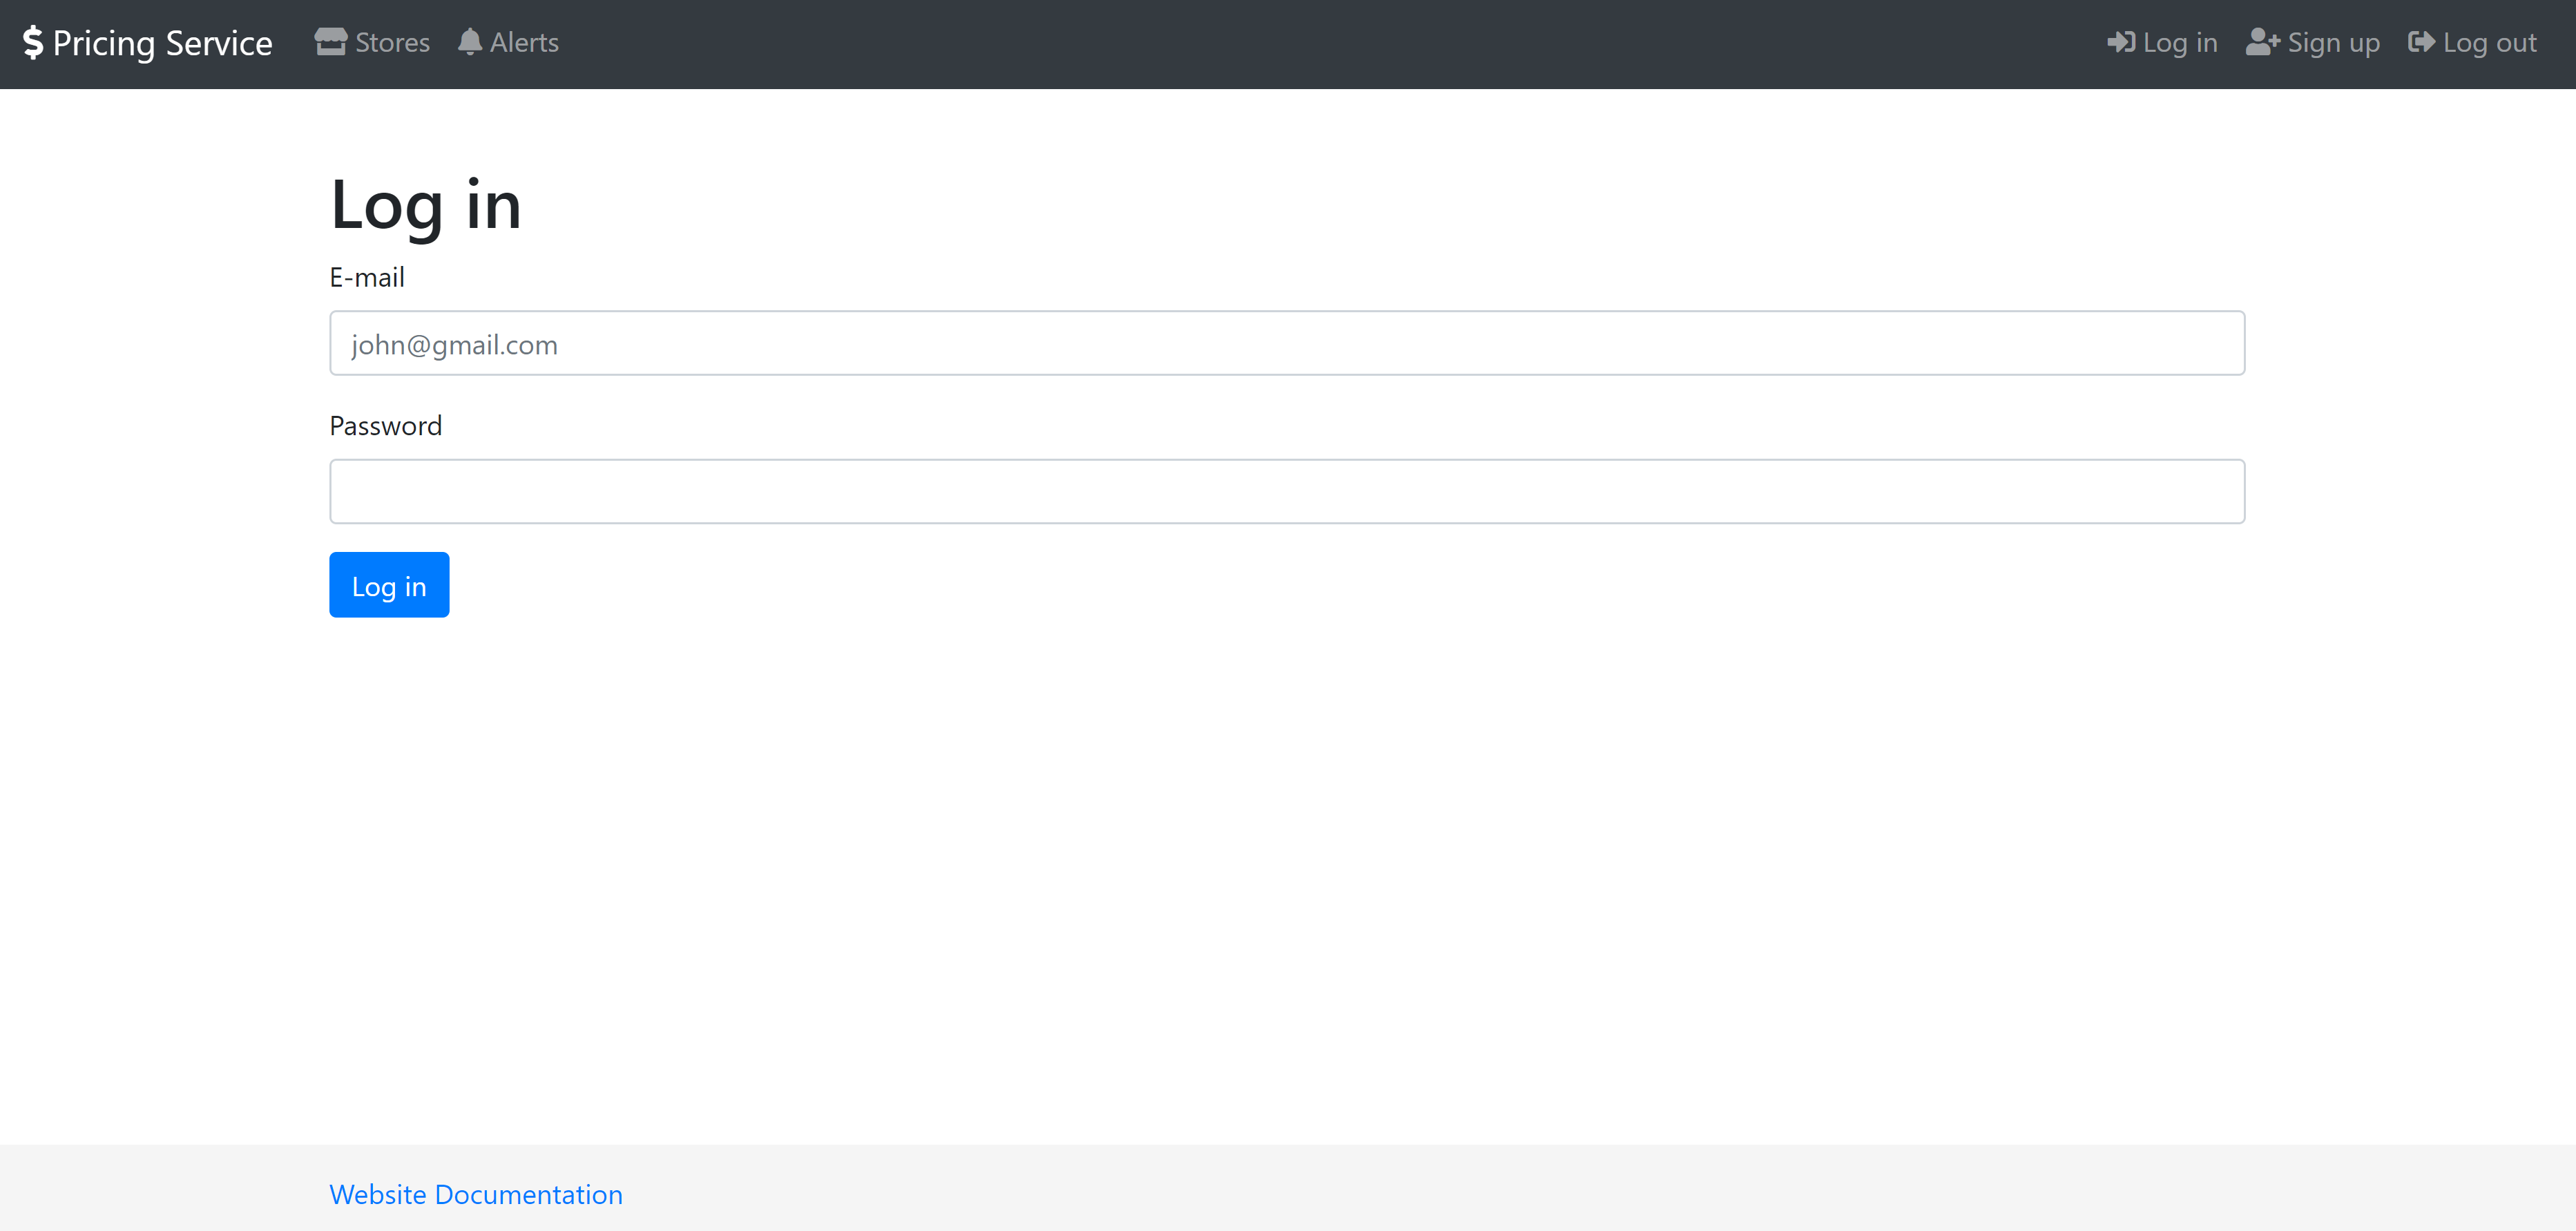 $ Pricing Service Stores Alerts Log in Sign up Log out
Log in
E-mail
john@gmail.com
Password
Log in
Website Documentation